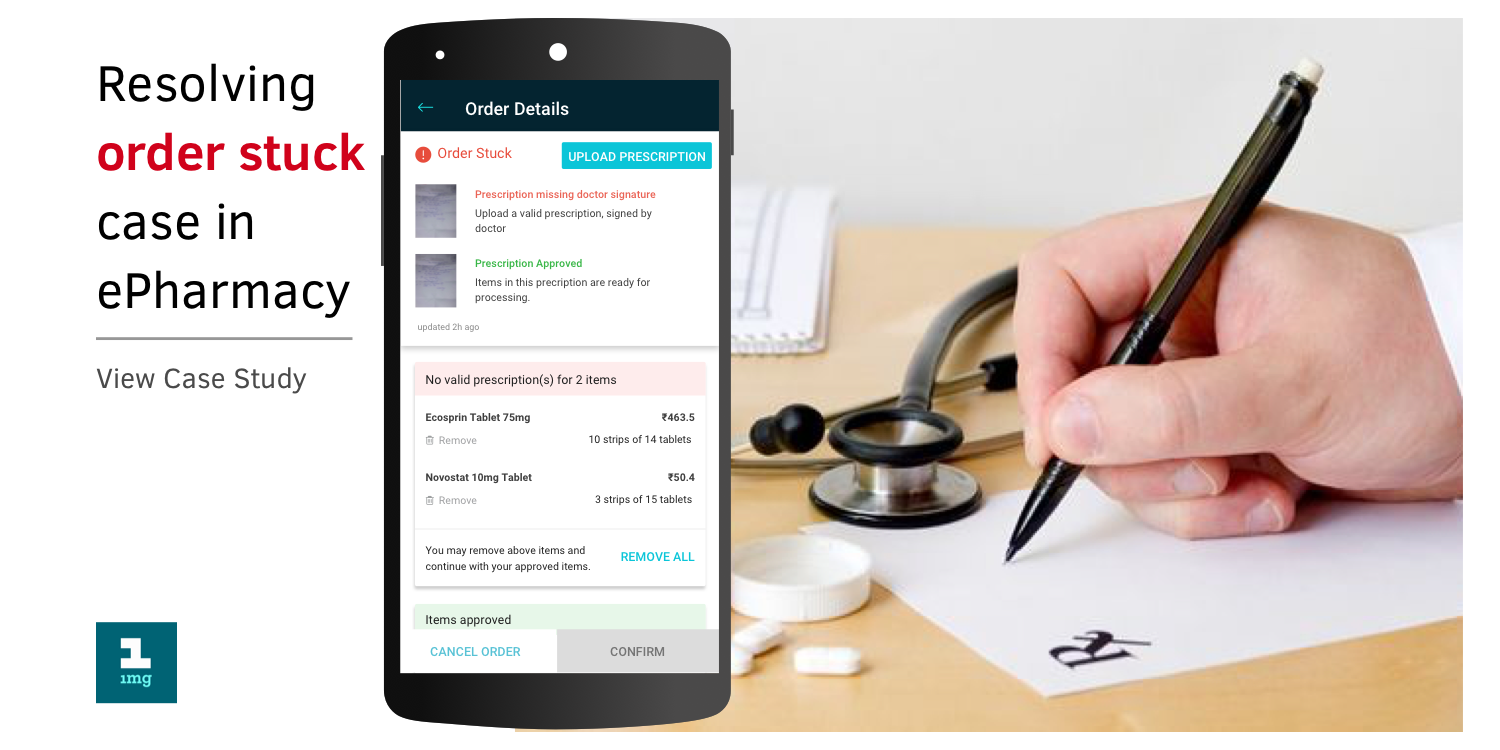 Resolving
order stuck
case in
ePharmacy
View Case Study
1
1mg
Order Details
Order Stuck
UPLOAD PRESCRIPTION
Prescription missing doctor signature
Upload a valid prescription, signed by
doctor
Prescription Approved
Items in this precription are ready for
processing.
updated 2h ago
No valid prescription(s) for 2 items
Ecosprin Tablet 75mg ₹463.5
Remove 10 strips of 14 tablets
Novostat 10mg Tablet ₹50.4
Remove 3 strips of 15 tablets
You may remove above items and
continue with your approved items.
REMOVE ALL
Items approved
CANCEL ORDER CONFIRM
Rx